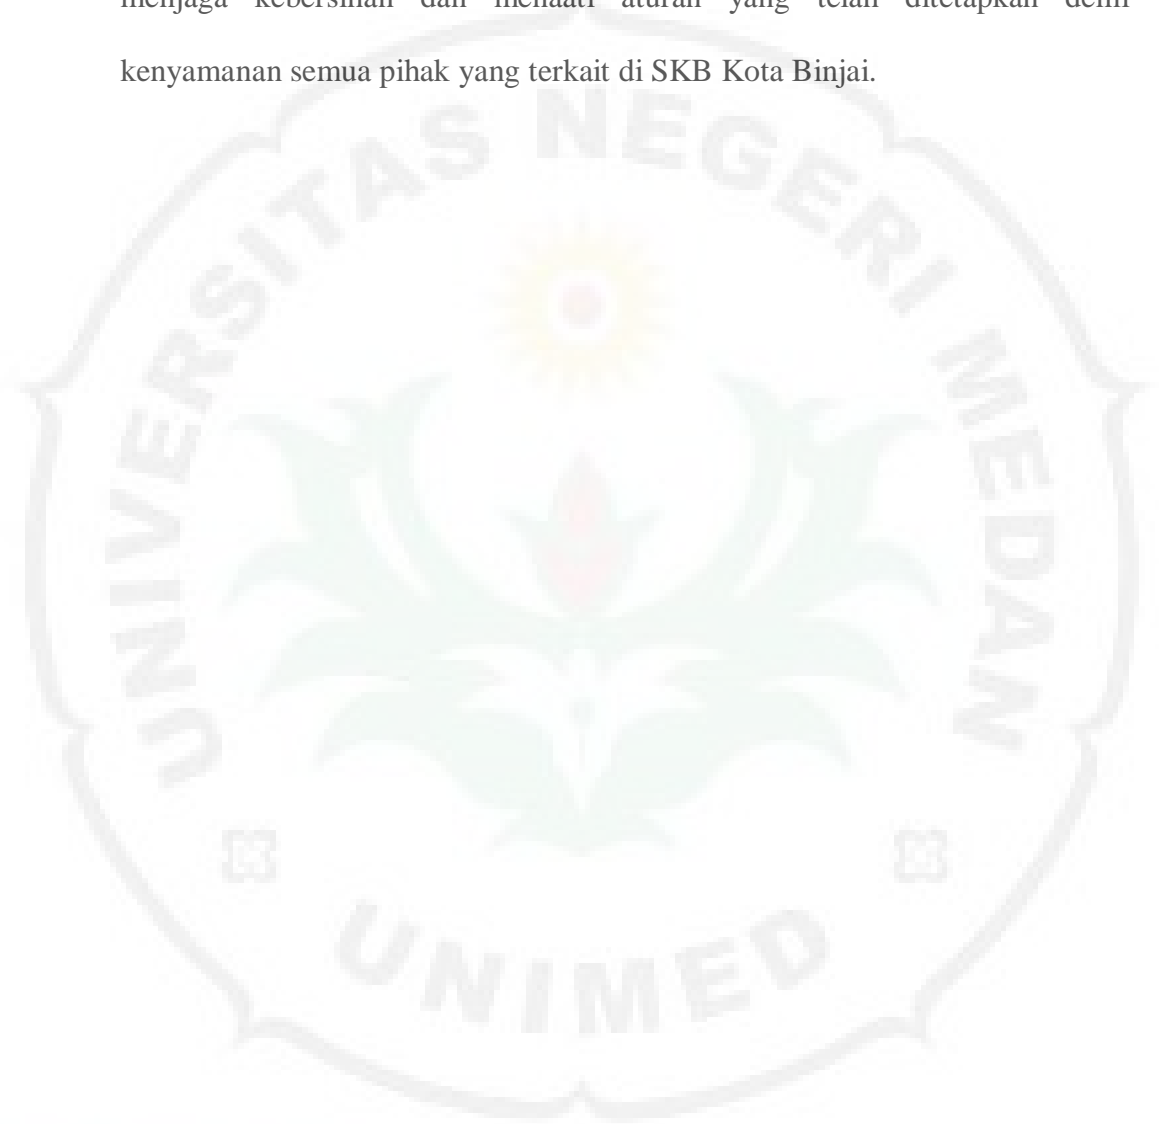 menjaga kebersihan dan menaati aturan yang telah ditetapkan demi
kenyamanan semua pihak yang terkait di SKB Kota Binjai.
UNIVERSITAS NEGERI MEDAN
UNIMED